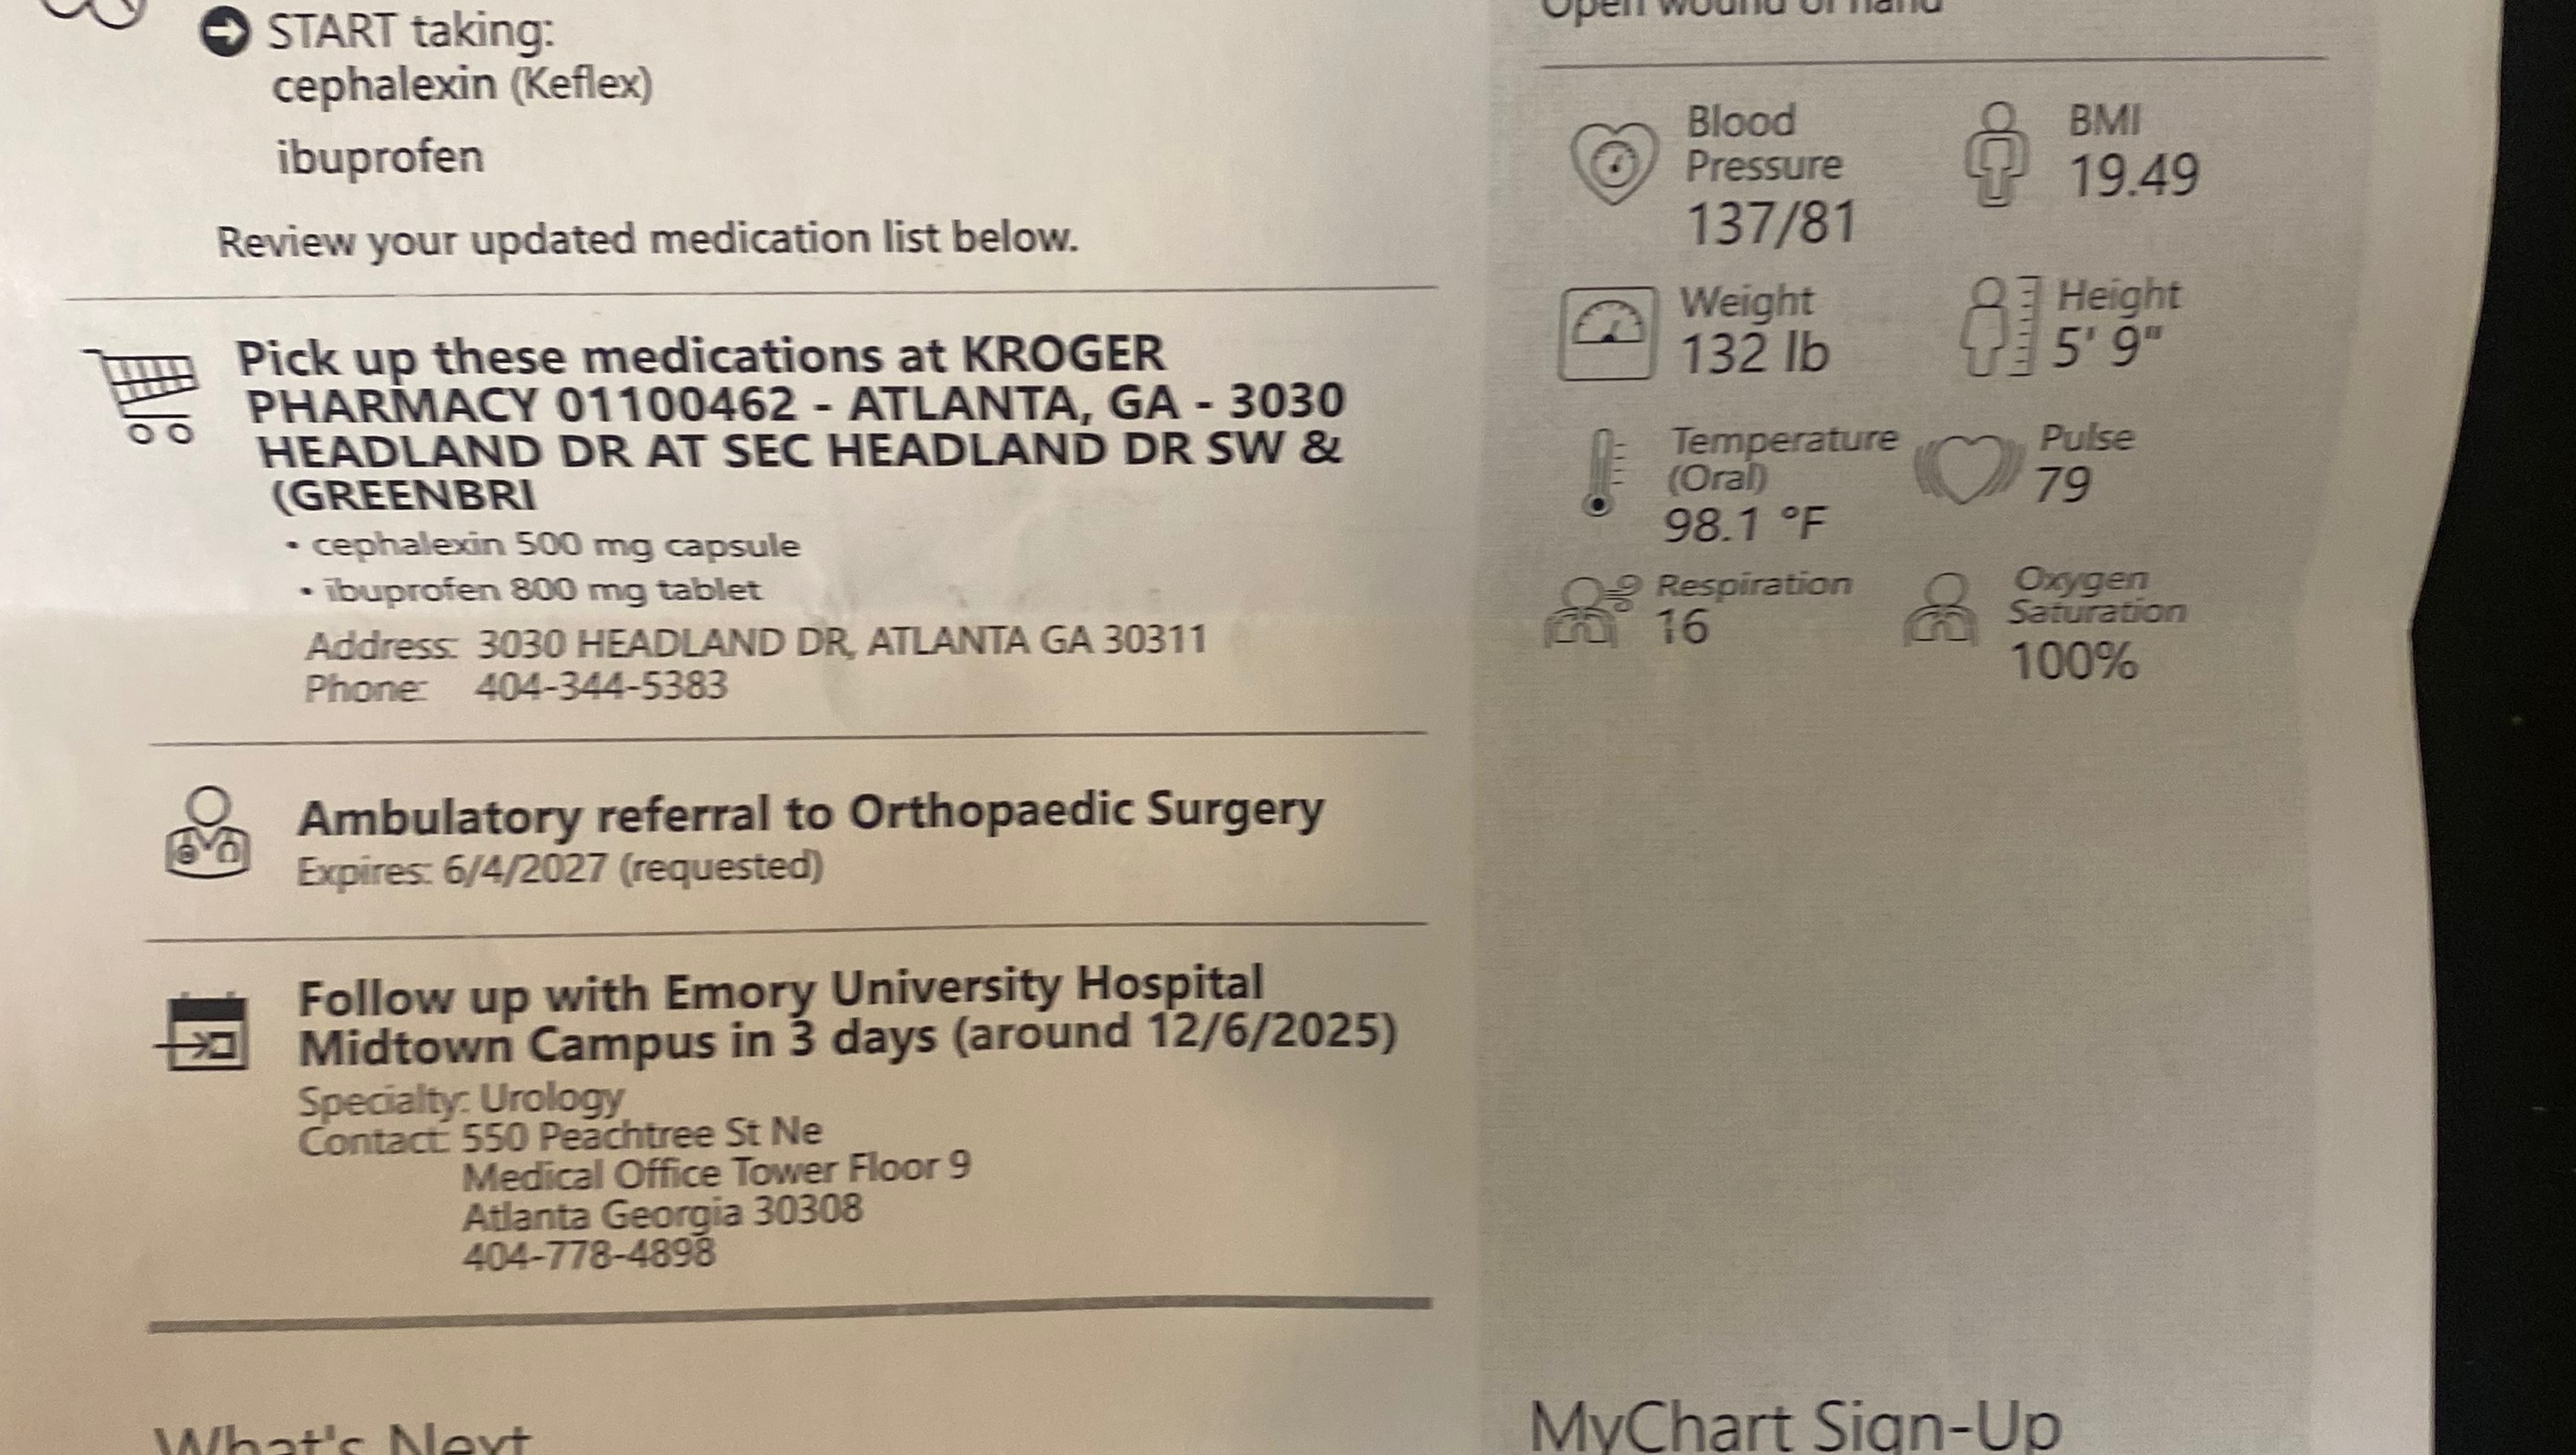 START taking:
cephalexin (Keflex)
ibuprofen
Review your updated medication list below.
Pick up these medications at KROGER
PHARMACY 01100462 - ATLANTA, GA - 3030
HEADLAND DR AT SEC HEADLAND DR SW &
(GREENBRI
• cephalexin 500 mg capsule
• ibuprofen 800 mg tablet
Address: 3030 HEADLAND DR, ATLANTA GA 30311
Phone: 404-344-5383
Ambulatory referral to Orthopaedic Surgery
Expires: 6/4/2027 (requested)
Follow up with Emory University Hospital
Midtown Campus in 3 days (around 12/6/2025)
Specialty: Urology
Contact: 550 Peachtree St Ne
Medical Office Tower Floor 9
Atlanta Georgia 30308
404-778-4898
What's Next
Open wound of hand
Blood
Pressure
137/81
BMI
19.49
Weight
132 lb
Height
5' 9"
Temperature
(Oral)
98.1 °F
Pulse
79
Respiration
16
Oxygen
Saturation
100%
MyChart Sign-Up